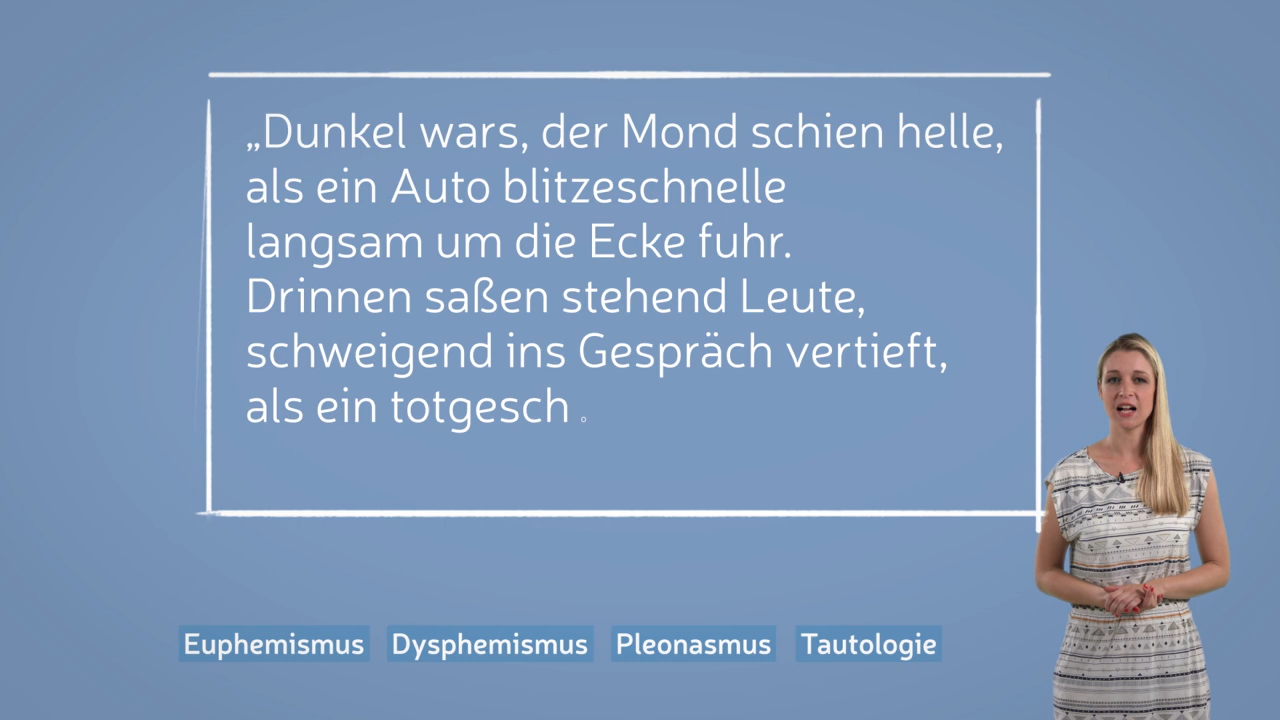 „Dunkel wars, der Mond schien helle,
als ein Auto blitzeschnelle
langsam um die Ecke fuhr.
Drinnen saßen stehend Leute,
schweigend ins Gespräch vertieft,
als ein totgesch
Euphemismus Dysphemismus Pleonasmus Tautologie